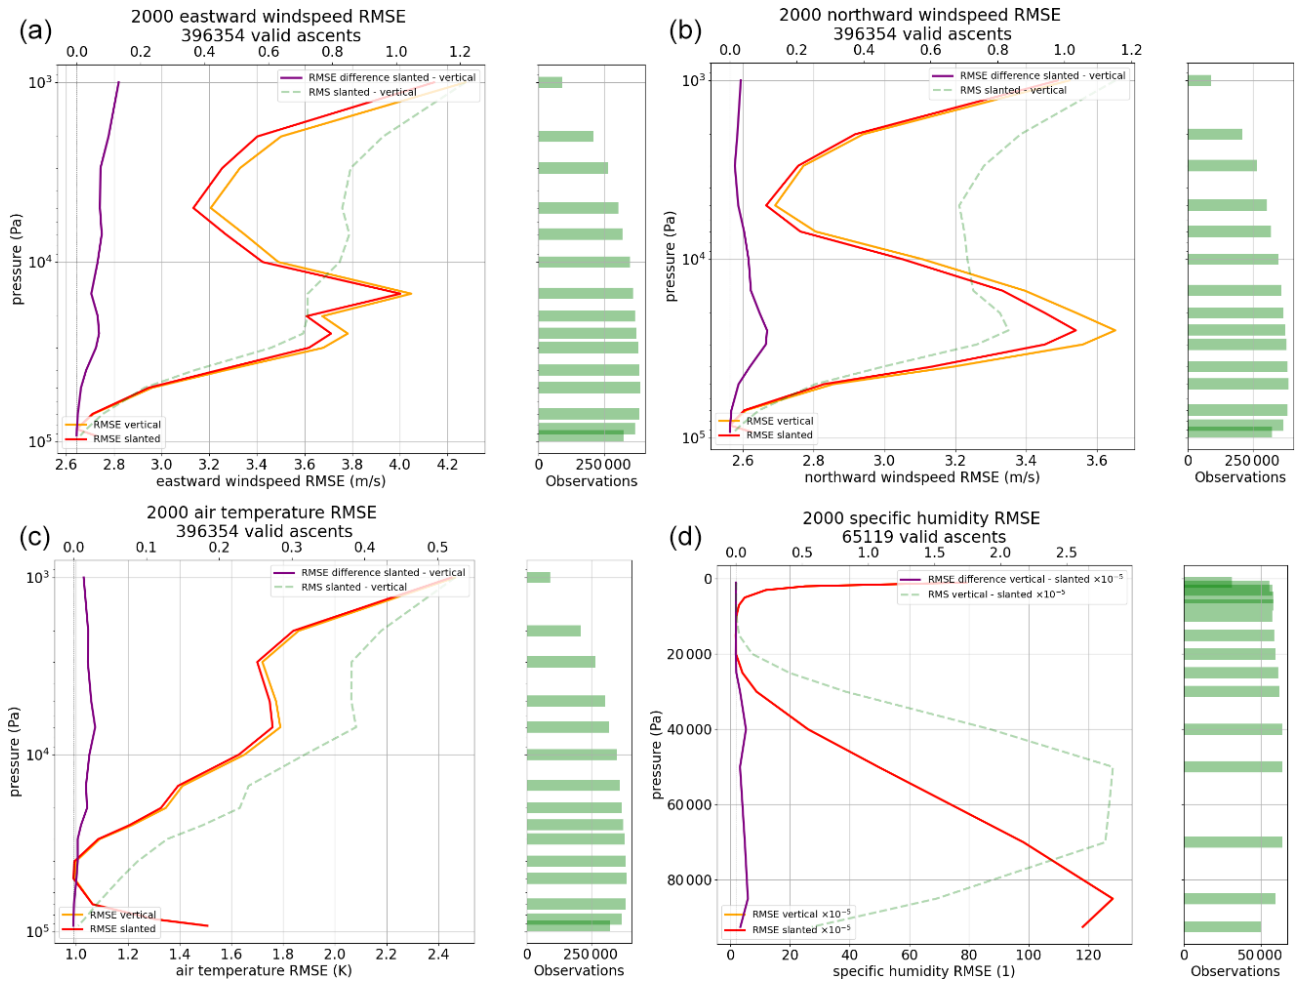 (a)
2000 eastward windspeed RMSE
396354 valid ascents
0.0 0.2 0.4 0.6 0.8 1.0 1.2
RMSE difference slanted - vertical
RMS slanted - vertical
10³
10⁴
10⁵
pressure (Pa)
RMSE vertical
RMSE slanted
2.6 2.8 3.0 3.2 3.4 3.6 3.8 4.0 4.2
eastward windspeed RMSE (m/s)
0 250000
Observations
(b)
2000 northward windspeed RMSE
396354 valid ascents
0.0 0.2 0.4 0.6 0.8 1.0 1.2
RMSE difference slanted - vertical
RMS slanted - vertical
10³
10⁴
10⁵
pressure (Pa)
RMSE vertical
RMSE slanted
2.6 2.8 3.0 3.2 3.4 3.6
northward windspeed RMSE (m/s)
0 250000
Observations
(c)
2000 air temperature RMSE
396354 valid ascents
0.0 0.1 0.2 0.3 0.4 0.5
RMSE difference slanted - vertical
RMS slanted - vertical
10³
10⁴
10⁵
pressure (Pa)
RMSE vertical
RMSE slanted
1.0 1.2 1.4 1.6 1.8 2.0 2.2 2.4
air temperature RMSE (K)
0 250000
Observations
(d)
2000 specific humidity RMSE
65119 valid ascents
0.0 0.5 1.0 1.5 2.0 2.5
RMSE difference vertical - slanted ×10⁻⁵
RMS vertical - slanted ×10⁻⁵
0
20000
40000
60000
80000
pressure (Pa)
RMSE vertical ×10⁻⁵
RMSE slanted ×10⁻⁵
0 20 40 60 80 100 120
specific humidity RMSE (1)
0 50000
Observations